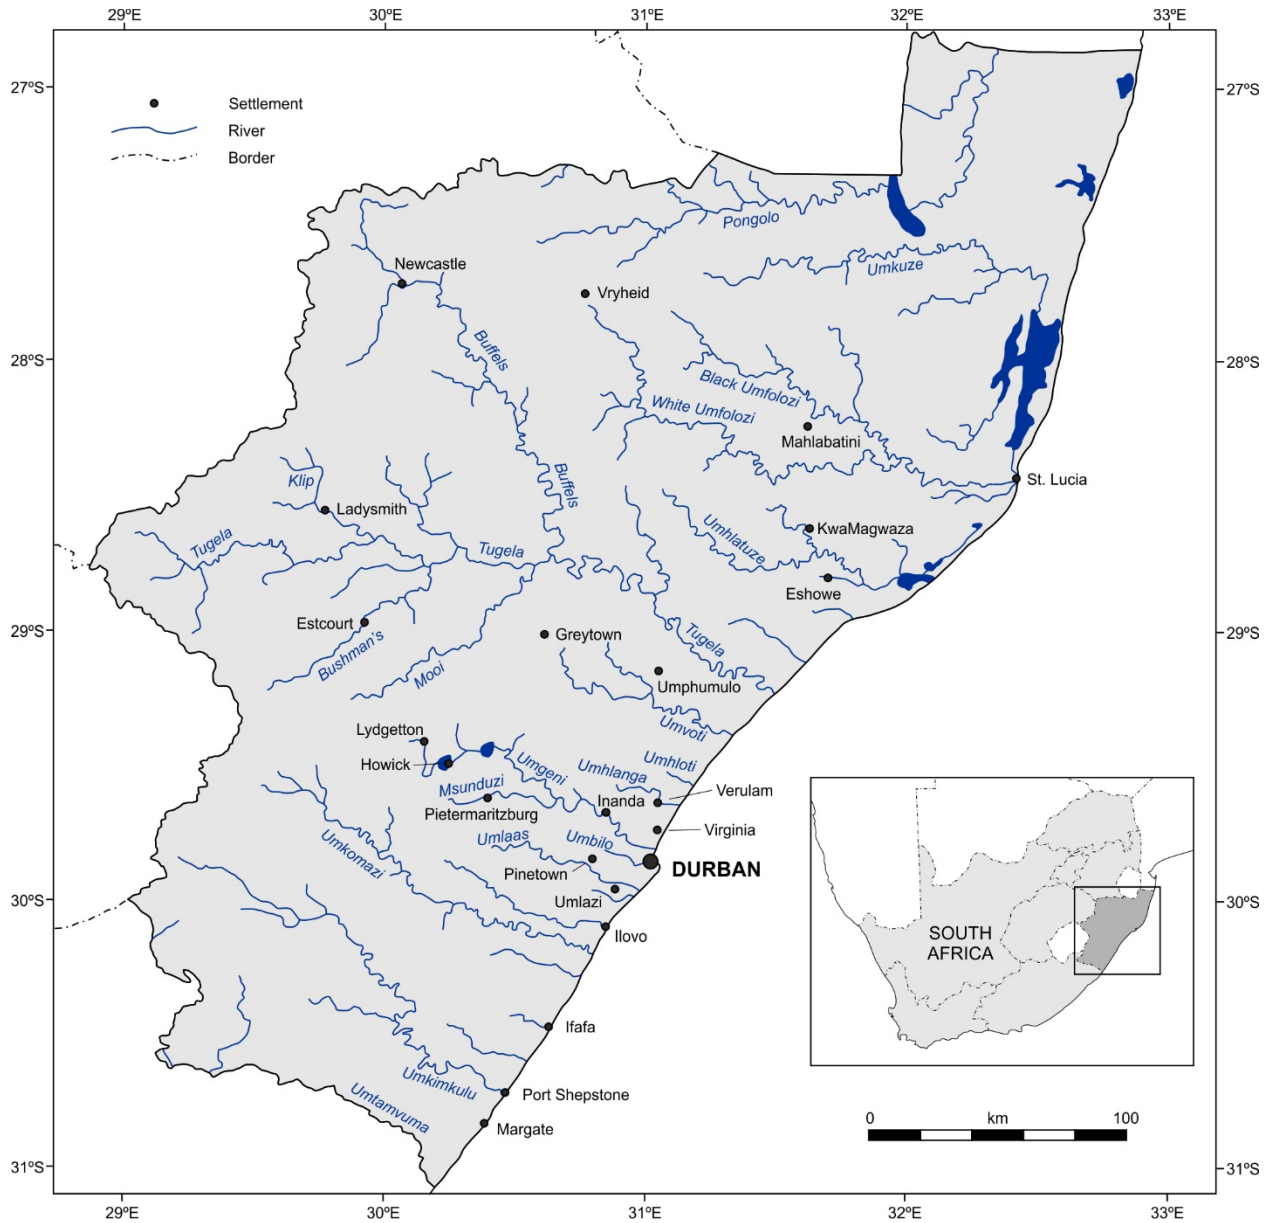 29ºE
30ºE
31ºE
32ºE
33ºE
27ºS
27ºS
Settlement
River
Border
Pongolo
Umkuze
Newcastle
Vryheid
Buffels
28ºS
28ºS
Black Umfolozi
White Umfolozi
Mahlabatini
Buffels
Klip
St. Lucia
Ladysmith
Umhlatuze
KwaMagwaza
Tugela
Tugela
Eshowe
Estcourt
29ºS
29ºS
Greytown
Tugela
Bushman's
Mooi
Umphumulo
Lydgetton
Umvoti
Howick
Umgeni
Umhlanga
Umhloti
Msunduzi
Verulam
Inanda
Pietermaritzburg
Virginia
Umkomazi
Umlaas
Umbilo
Pinetown
DURBAN
Umlazi
30ºS
30ºS
Ilovo
SOUTH
AFRICA
Ifafa
Umkimkulu
Port Shepstone
Umtamvuma
Margate
0
km
100
31ºS
31ºS
29ºE
30ºE
31ºE
32ºE
33ºE